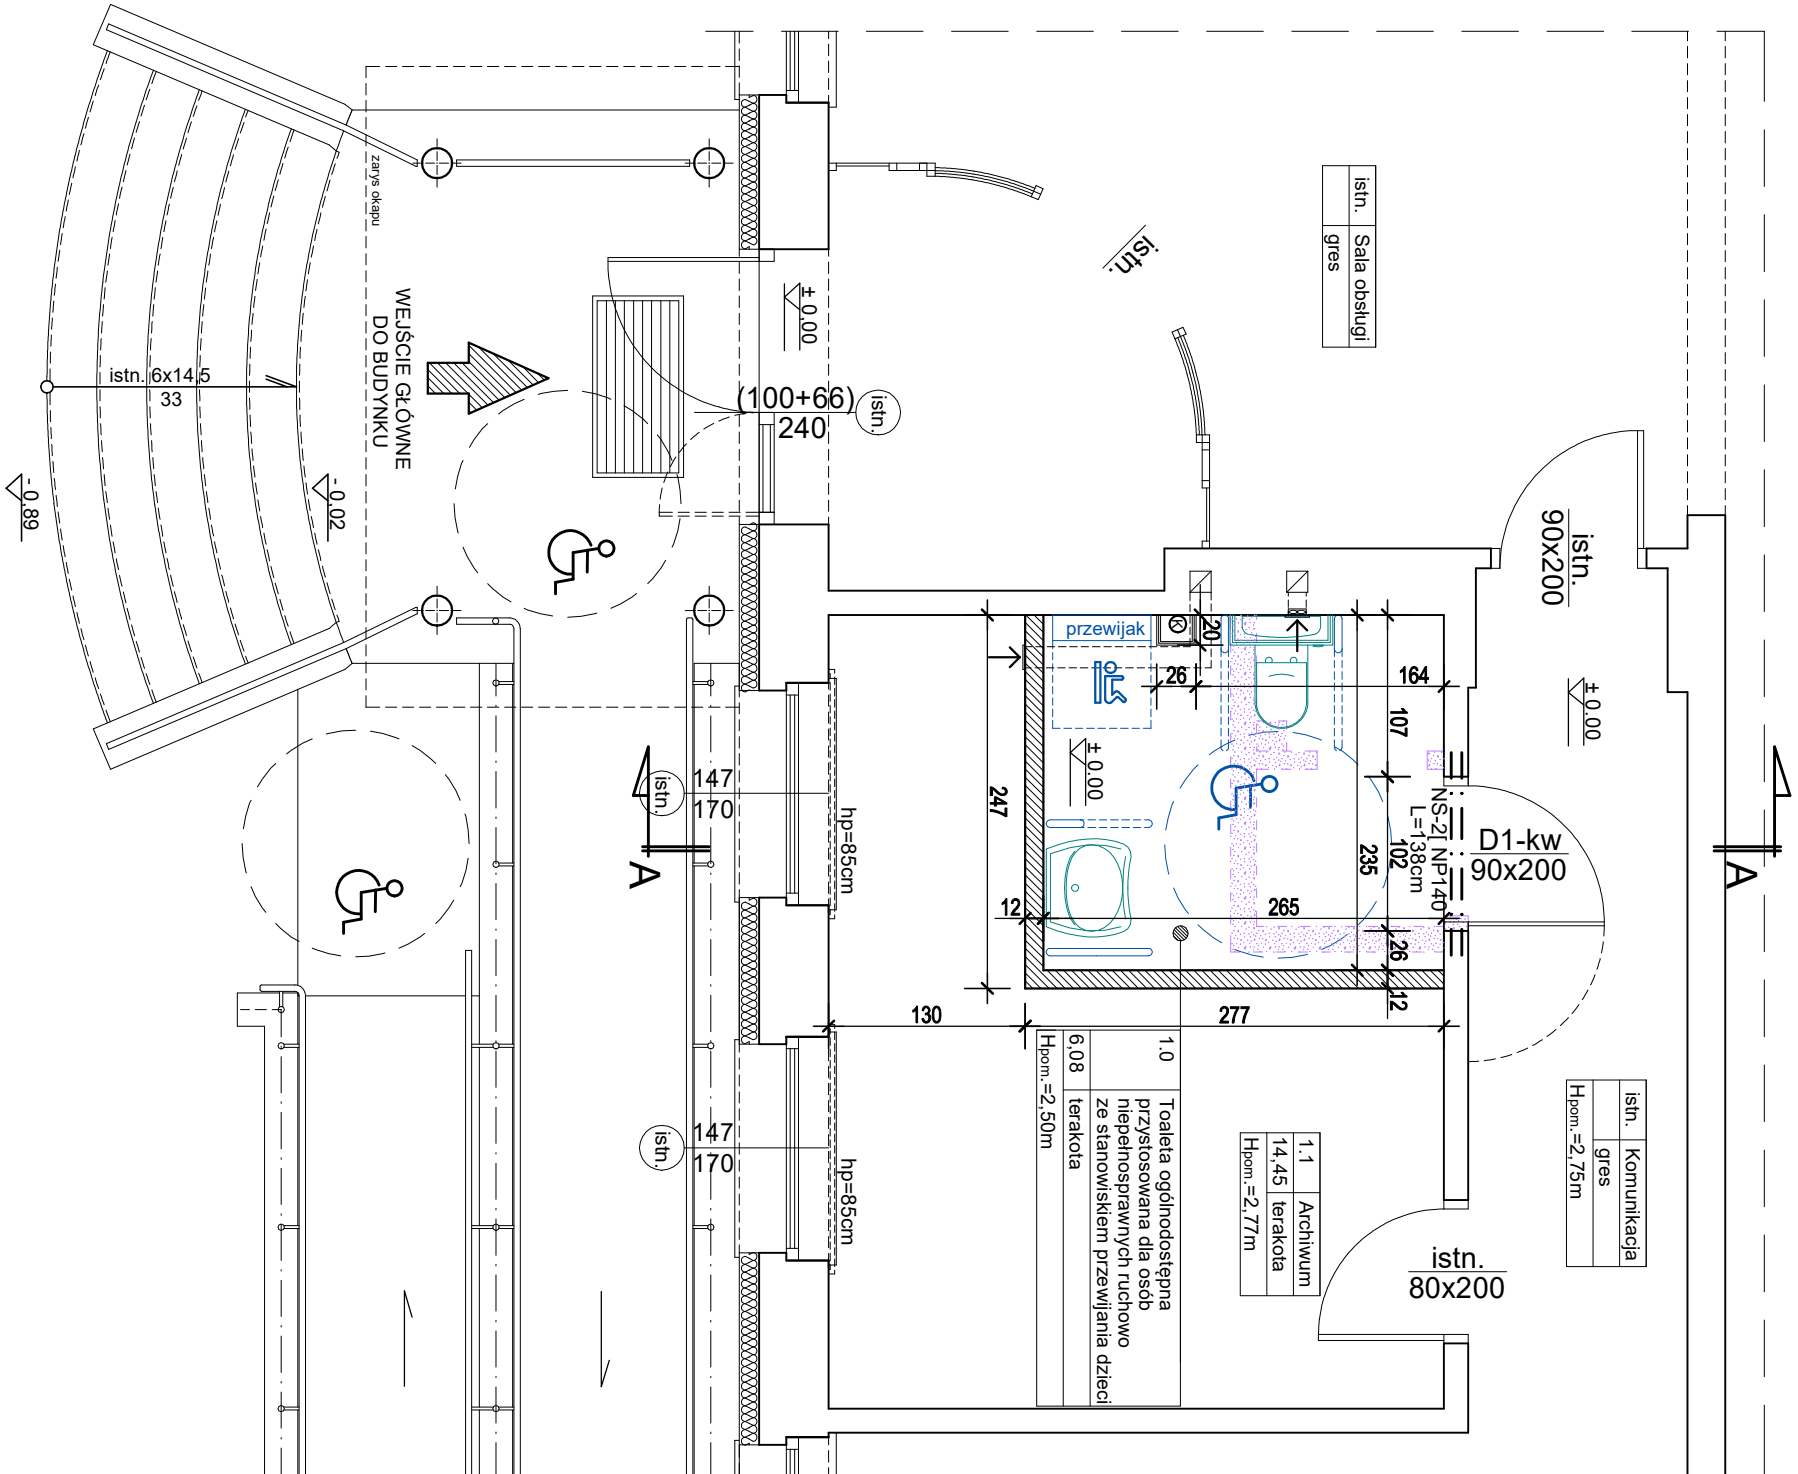 zarys okapu
WEJŚCIE GŁÓWNE
DO BUDYNKU
istn. 6x14,5
33
-0,89
-0,02
± 0,00
(100+66)
240
istn.
istn.
istn. Sala obsługi
gres
istn.
90x200
± 0.00
przewijak
K
20
26
164
107
± 0.00
247
NS-2[ NP140
L=138cm
102
235
D1-kw
90x200
12
265
26
12
130
277
147
170
istn.
hp=85cm
A
A
147
170
istn.
hp=85cm
1.0 Toaleta ogólnodostępna
przystosowana dla osób
niepełnosprawnych ruchowo
ze stanowiskiem przewijania dzieci
6,08 terakota
Hpom.=2,50m
1.1 Archiwum
14,45 terakota
Hpom.=2,77m
istn. Komunikacja
gres
Hpom.=2,75m
istn.
80x200